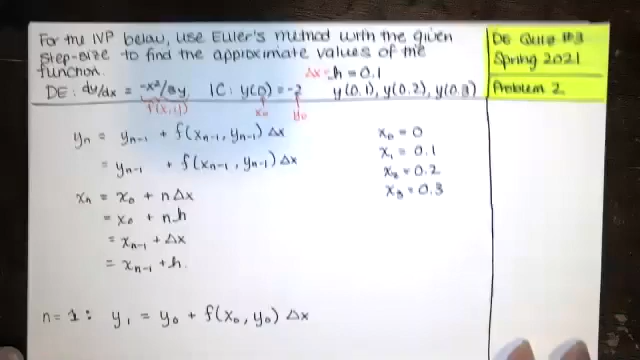 For the IVP below, use Euler's method with the given
step-size to find the approximate values of the
function.
Δx = h = 0.1
DE: dy/dx = -x²/3y, IC: y(0) = -2 y(0.1), y(0.2), y(0.3)
f(x,y) x₀ y₀
DE Quiz #3
Spring 2021
Problem 2
yₙ = yₙ₋₁ + f(xₙ₋₁, yₙ₋₁) Δx
= yₙ₋₁ + f(xₙ₋₁, yₙ₋₁) Δx
xₙ = x₀ + nΔx
= x₀ + n h
= xₙ₋₁ + Δx
= xₙ₋₁ + h.
x₀ = 0
x₁ = 0.1
x₂ = 0.2
x₃ = 0.3
n = 1: y₁ = y₀ + f(x₀, y₀) Δx